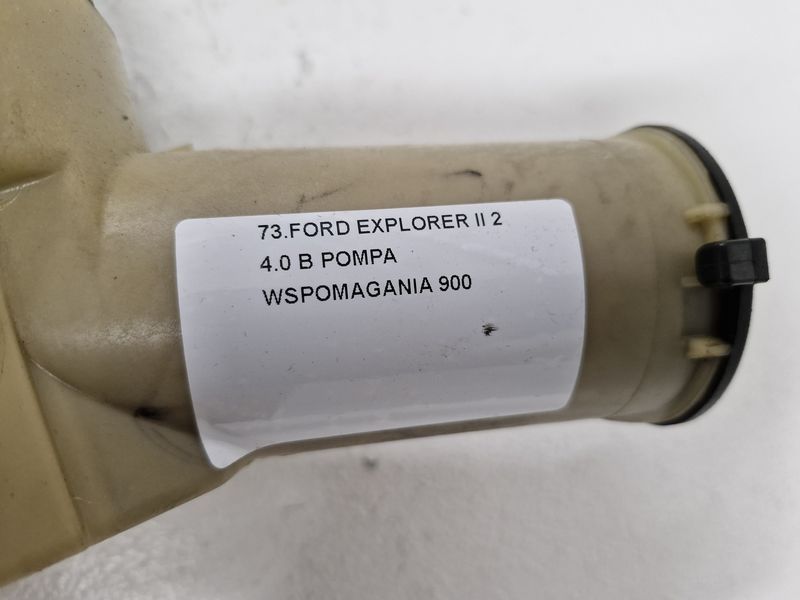 73.FORD EXPLORER II 2
4.0 B POMPA
WSPOMAGANIA 900